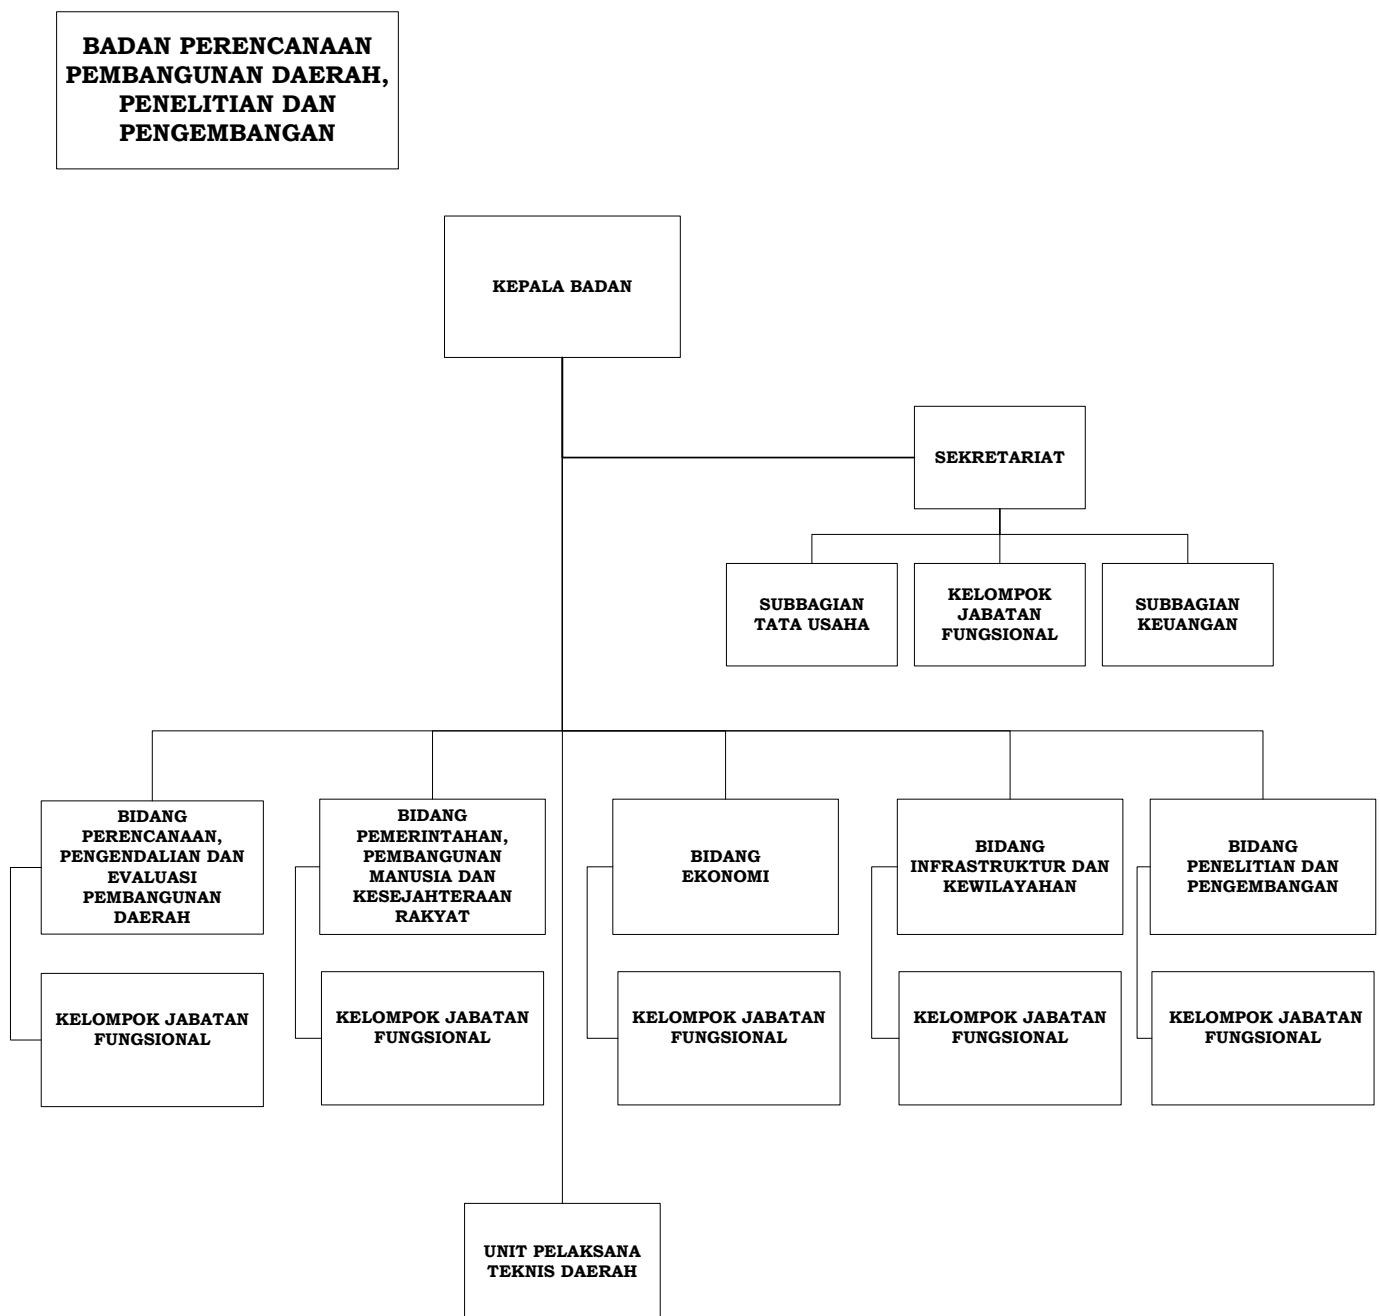 BADAN PERENCANAAN
PEMBANGUNAN DAERAH,
PENELITIAN DAN
PENGEMBANGAN
KEPALA BADAN
SEKRETARIAT
SUBBAGIAN
TATA USAHA
KELOMPOK
JABATAN
FUNGSIONAL
SUBBAGIAN
KEUANGAN
BIDANG
PERENCANAAN,
PENGENDALIAN DAN
EVALUASI
PEMBANGUNAN
DAERAH
BIDANG
PEMERINTAHAN,
PEMBANGUNAN
MANUSIA DAN
KESEJAHTERAAN
RAKYAT
BIDANG
EKONOMI
BIDANG
INFRASTRUKTUR DAN
KEWILAYAHAN
BIDANG
PENELITIAN DAN
PENGEMBANGAN
KELOMPOK JABATAN
FUNGSIONAL
KELOMPOK JABATAN
FUNGSIONAL
KELOMPOK JABATAN
FUNGSIONAL
KELOMPOK JABATAN
FUNGSIONAL
KELOMPOK JABATAN
FUNGSIONAL
UNIT PELAKSANA
TEKNIS DAERAH